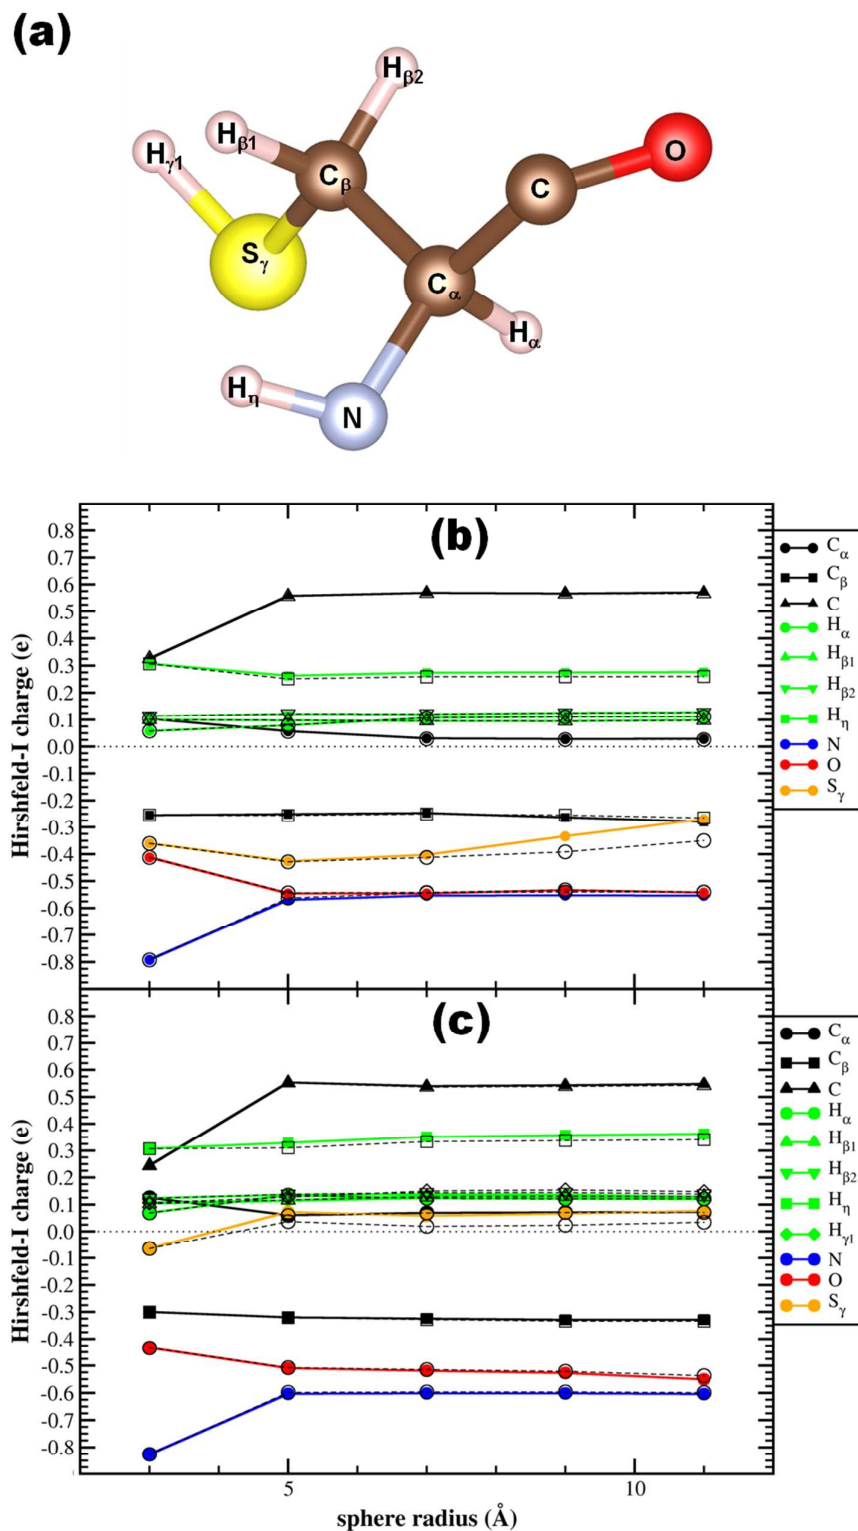 (a)
Hβ2
Hβ1
Hγ1
Cβ
C
O
Sγ
Cα
Hα
Hη
N
(b)
Hirshfeld-I charge (e)
0.8
0.7
0.6
0.5
0.4
0.3
0.2
0.1
0.0
-0.1
-0.2
-0.3
-0.4
-0.5
-0.6
-0.7
-0.8
Cα
Cβ
C
Hα
Hβ1
Hβ2
Hη
N
O
Sγ
(c)
Hirshfeld-I charge (e)
0.8
0.7
0.6
0.5
0.4
0.3
0.2
0.1
0.0
-0.1
-0.2
-0.3
-0.4
-0.5
-0.6
-0.7
-0.8
Cα
Cβ
C
Hα
Hβ1
Hβ2
Hη
Hγ1
N
O
Sγ
5 10
sphere radius (Å)